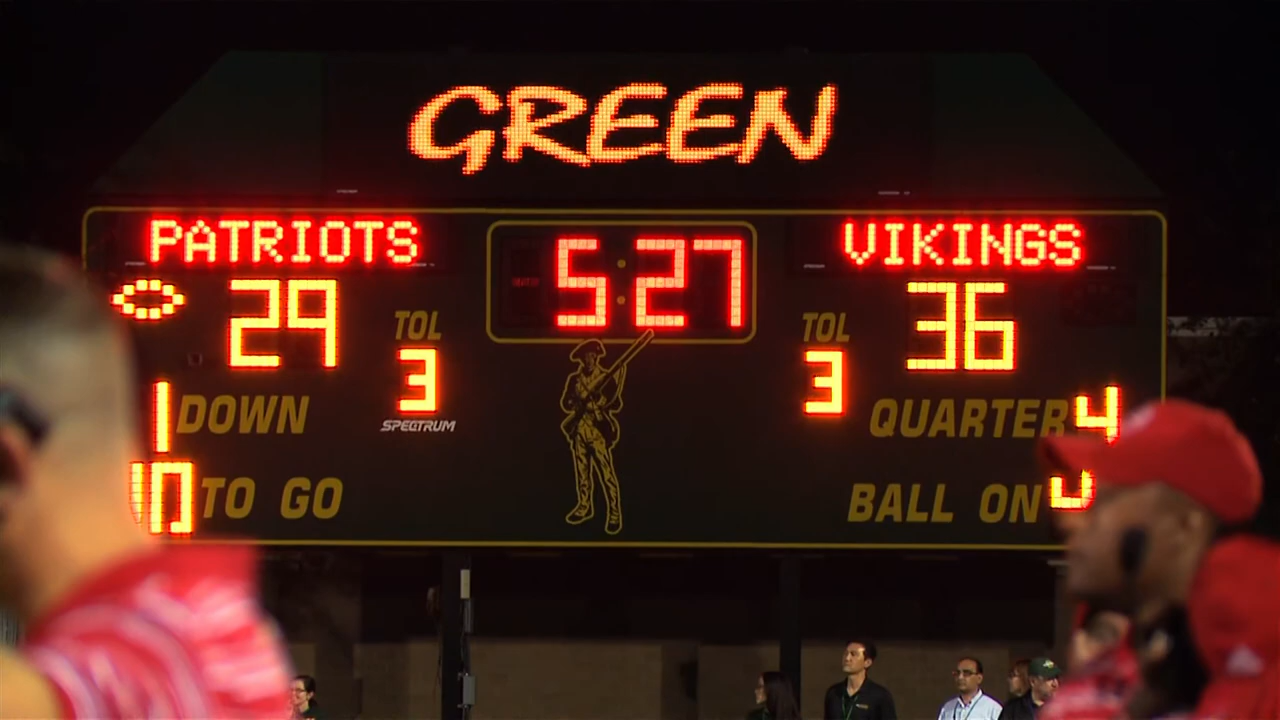 GREEN
PATRIOTS 5:27 VIKINGS
29 TOL TOL 36
3 3
1 DOWN SPECTRUM QUARTER 4
10 TO GO BALL ON